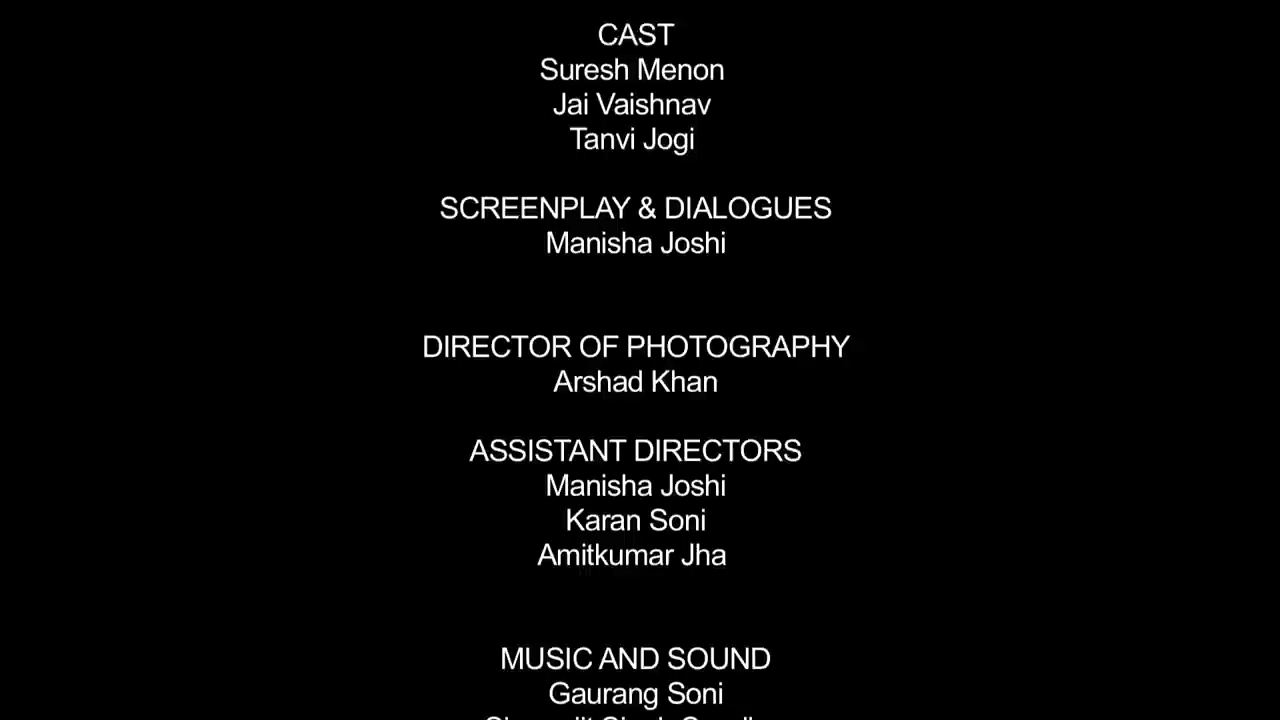 CAST
Suresh Menon
Jai Vaishnav
Tanvi Jogi
SCREENPLAY & DIALOGUES
Manisha Joshi
DIRECTOR OF PHOTOGRAPHY
Arshad Khan
ASSISTANT DIRECTORS
Manisha Joshi
Karan Soni
Amitkumar Jha
MUSIC AND SOUND
Gaurang Soni